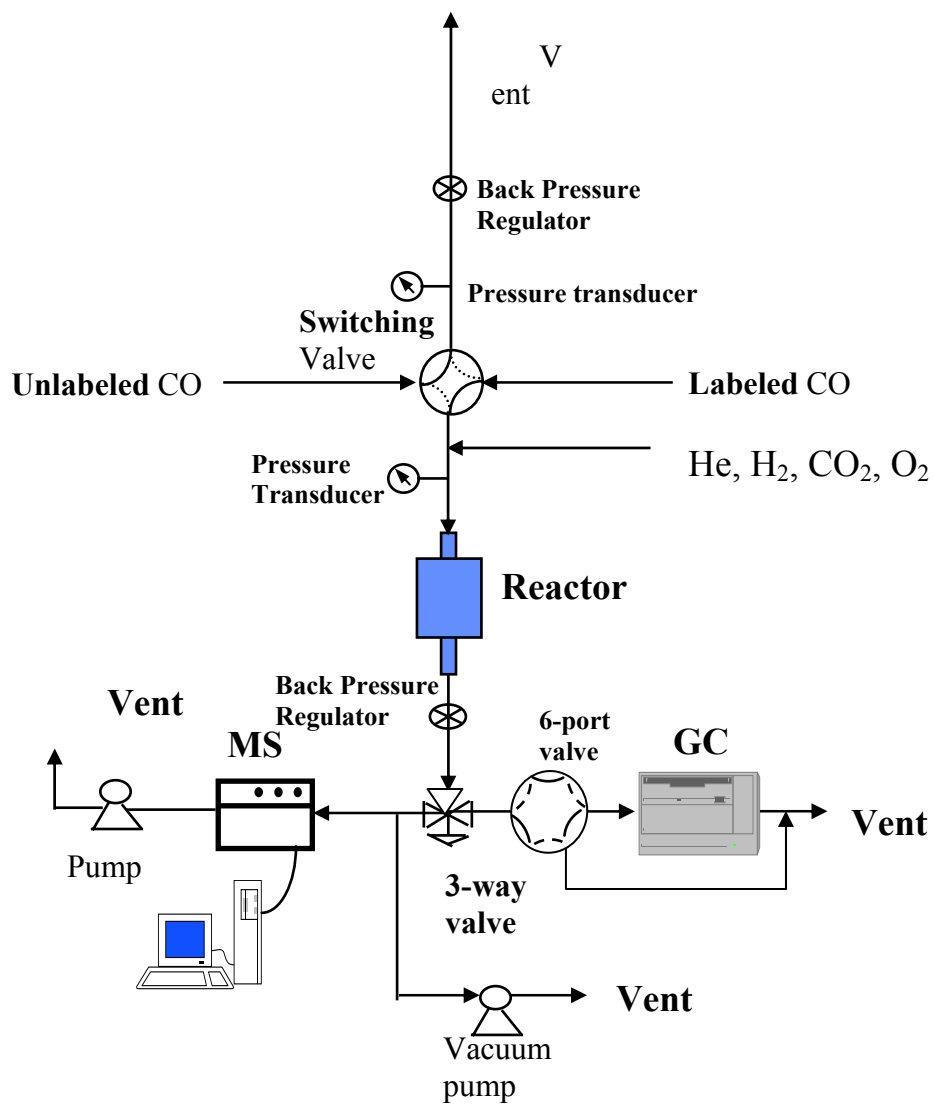 V
ent
Back Pressure
Regulator
Pressure transducer
Switching
Valve
Unlabeled CO
Labeled CO
He, H₂, CO₂, O₂
Pressure
Transducer
Reactor
Back Pressure
Regulator
Vent
MS
6-port
valve
GC
Vent
Pump
3-way
valve
Vent
Vacuum
pump